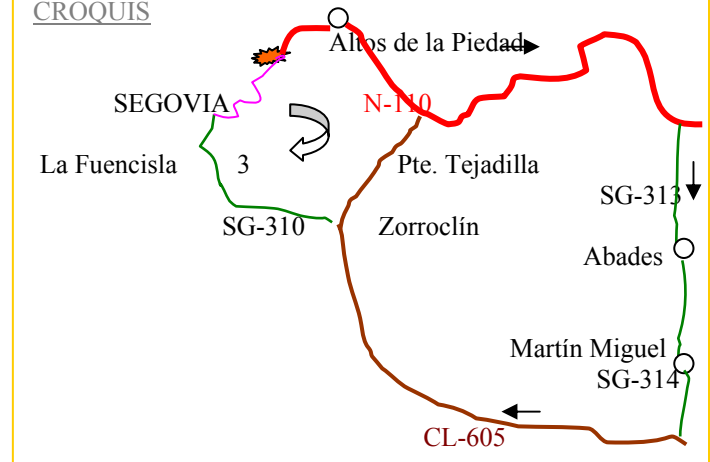 CROQUIS
Altos de la Piedad
SEGOVIA
N-110
La Fuencisla
3
Pte. Tejadilla
SG-313
SG-310
Zorroclín
Abades
Martín Miguel
SG-314
CL-605